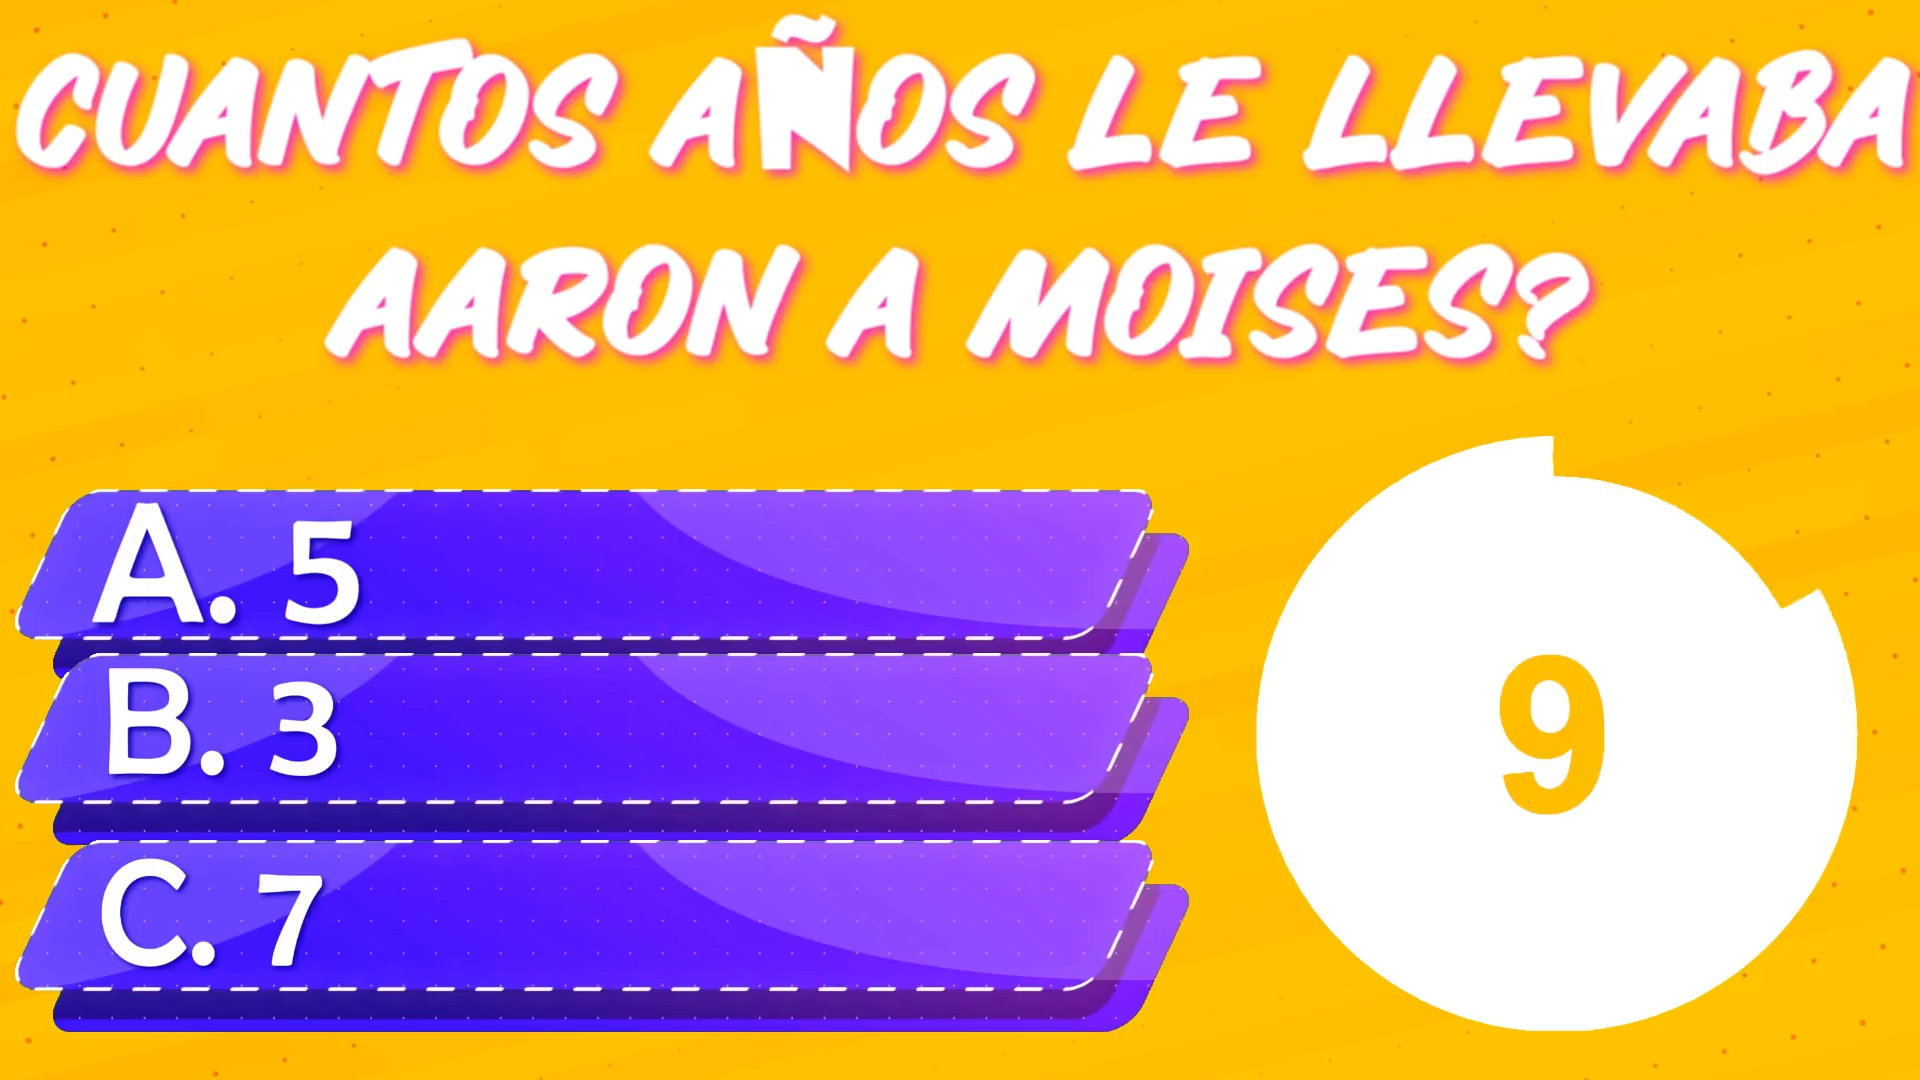 CUANTOS AÑOS LE LLEVABA
AARON A MOISES?
A. 5
B. 3
C. 7
9